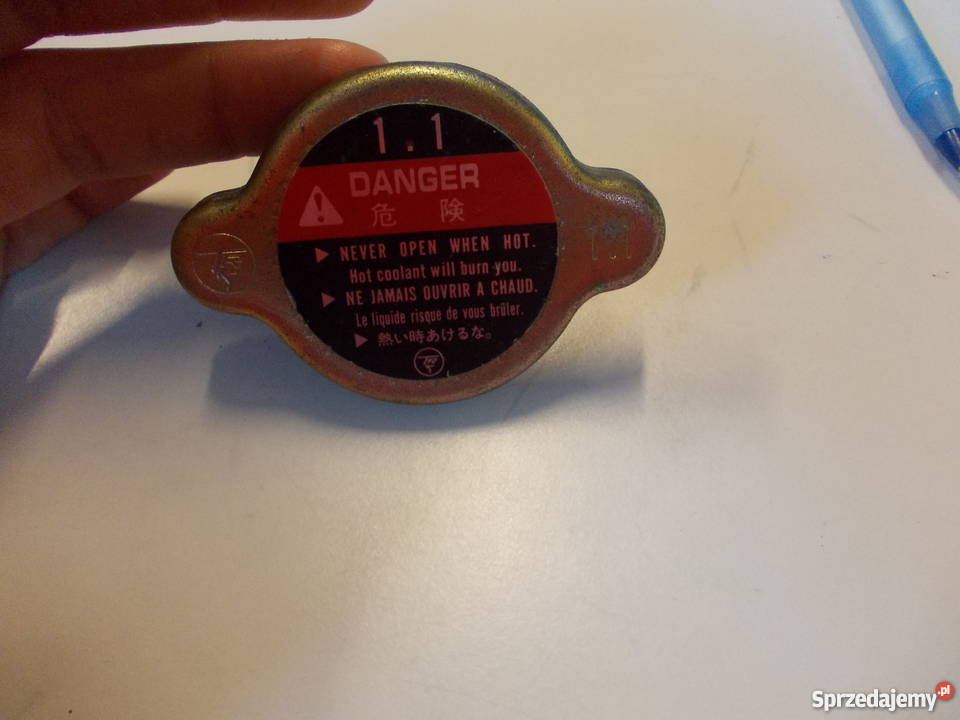 1.1
DANGER
危 険
NEVER OPEN WHEN HOT.
Hot coolant will burn you.
NE JAMAIS OUVRIR A CHAUD.
Le liquide risque de vous brûler.
熱い時あけるな。
Sprzedajemy.pl